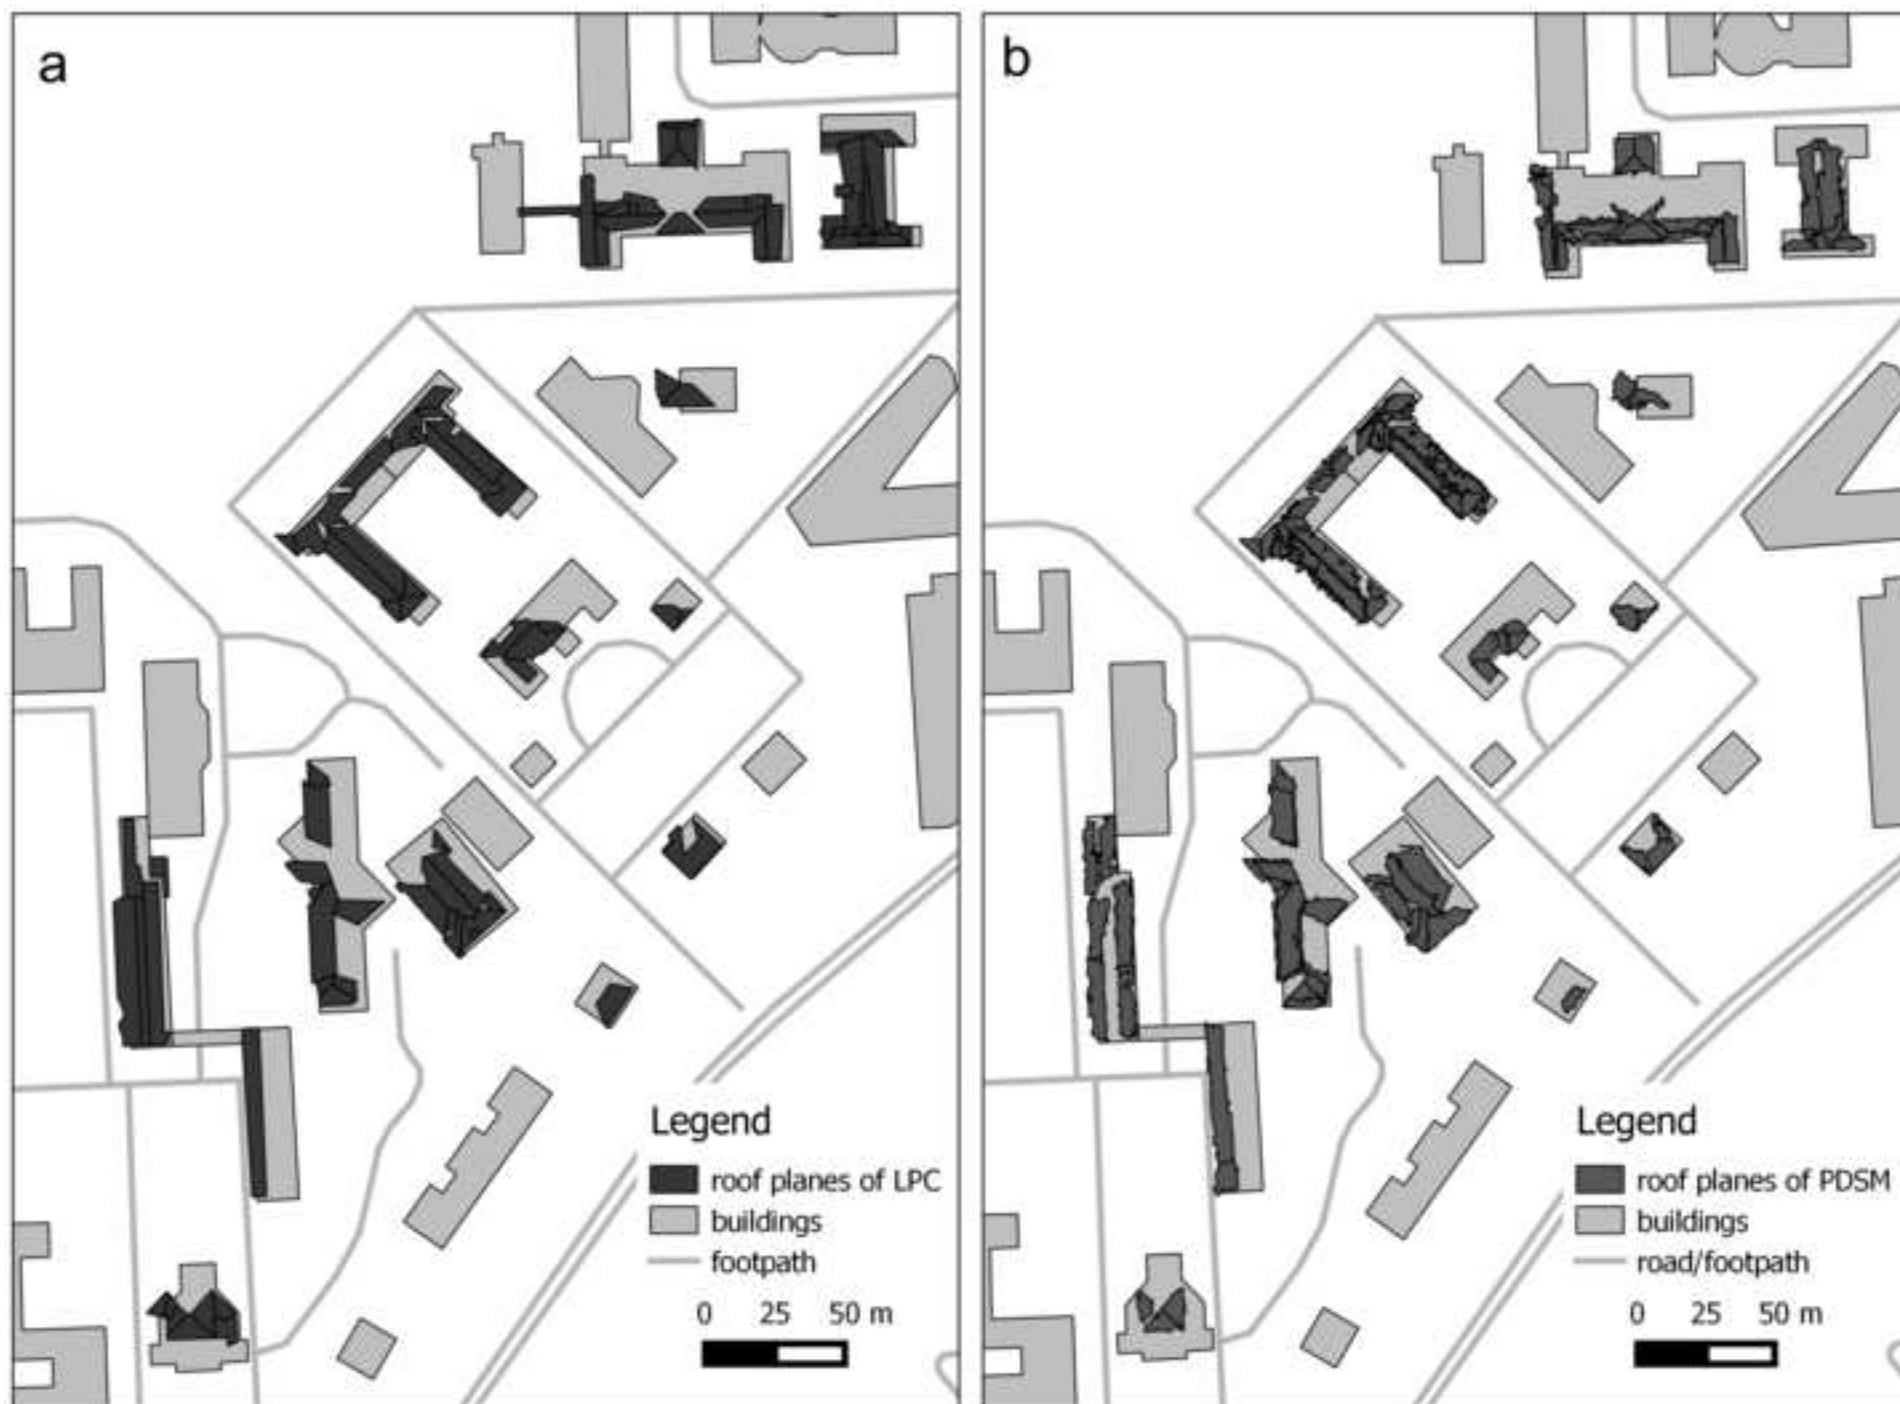 a
b
Legend
roof planes of LPC
buildings
footpath
0 25 50 m
Legend
roof planes of PDSM
buildings
road/footpath
0 25 50 m